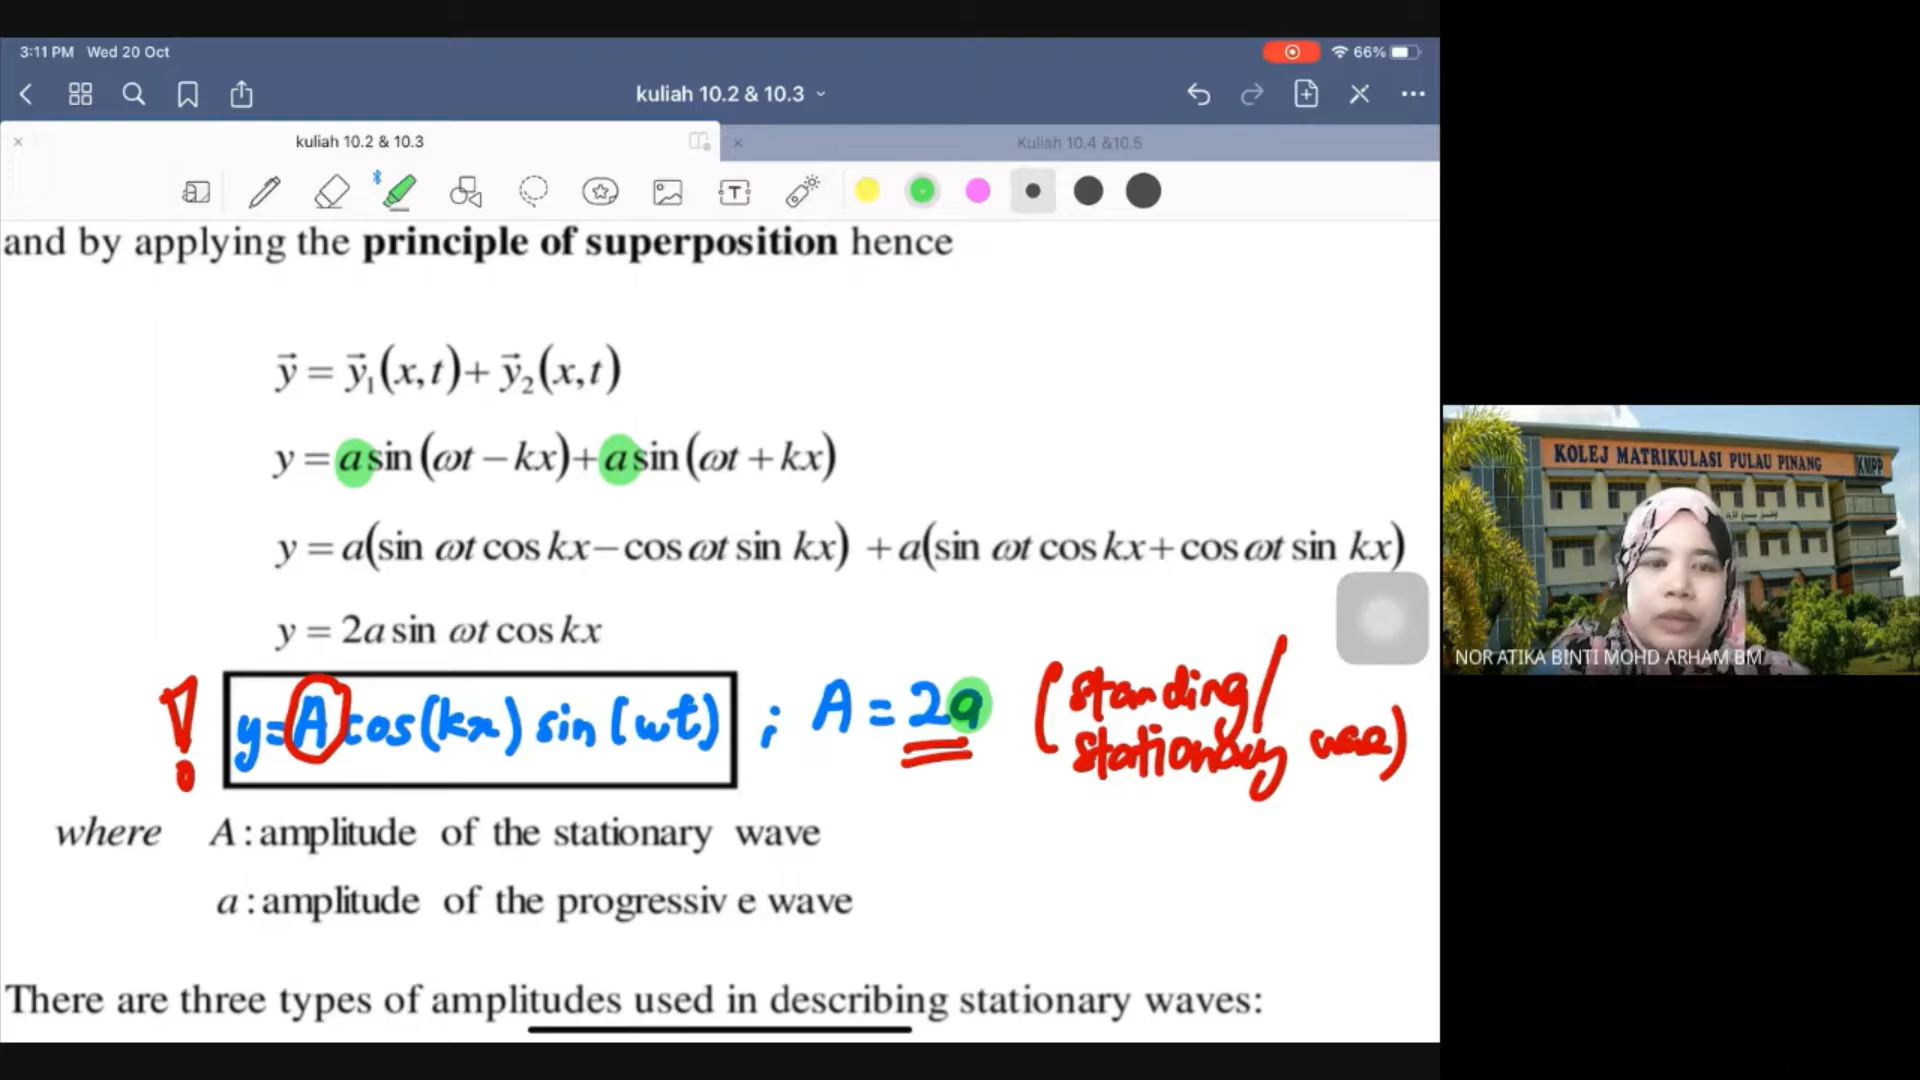 3:11 PM Wed 20 Oct
66%
kuliah 10.2 & 10.3
kuliah 10.2 & 10.3
Kuliah 10.4 &10.5
and by applying the principle of superposition hence
y⃗ = y⃗₁(x,t) + y⃗₂(x,t)
y = a sin(ωt − kx) + a sin(ωt + kx)
y = a(sin ωt cos kx − cos ωt sin kx) + a(sin ωt cos kx + cos ωt sin kx)
y = 2a sin ωt cos kx
! y = A cos(kx) sin(ωt) ; A = 2a (standing/
stationary wave)
where A : amplitude of the stationary wave
a : amplitude of the progressiv e wave
There are three types of amplitudes used in describing stationary waves:
KOLEJ MATRIKULASI PULAU PINANG KMPP
NOR ATIKA BINTI MOHD ARHAM BM